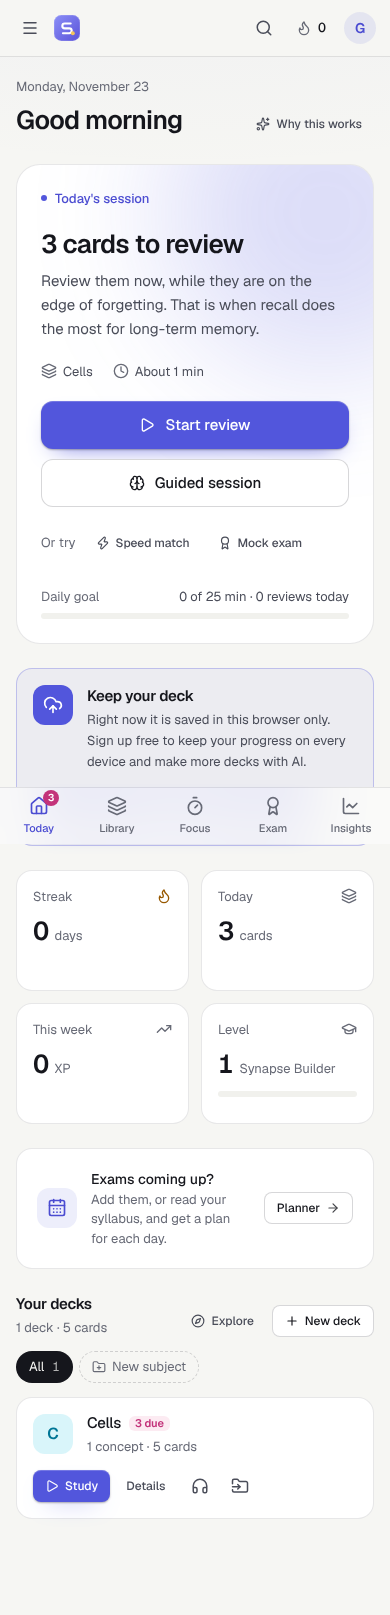 S
0
G
Monday, November 23
Good morning
Why this works
Today's session
3 cards to review
Review them now, while they are on the
edge of forgetting. That is when recall does
the most for long-term memory.
Cells
About 1 min
Start review
Guided session
Or try
Speed match
Mock exam
Daily goal
0 of 25 min · 0 reviews today
Keep your deck
Right now it is saved in this browser only.
Sign up free to keep your progress on every
device and make more decks with AI.
3
Today
Library
Focus
Exam
Insights
Streak
0 days
Today
3 cards
This week
0 XP
Level
1 Synapse Builder
Exams coming up?
Add them, or read your
syllabus, and get a plan
for each day.
Planner
Your decks
1 deck · 5 cards
Explore
New deck
All 1
New subject
C
Cells
3 due
1 concept · 5 cards
Study
Details